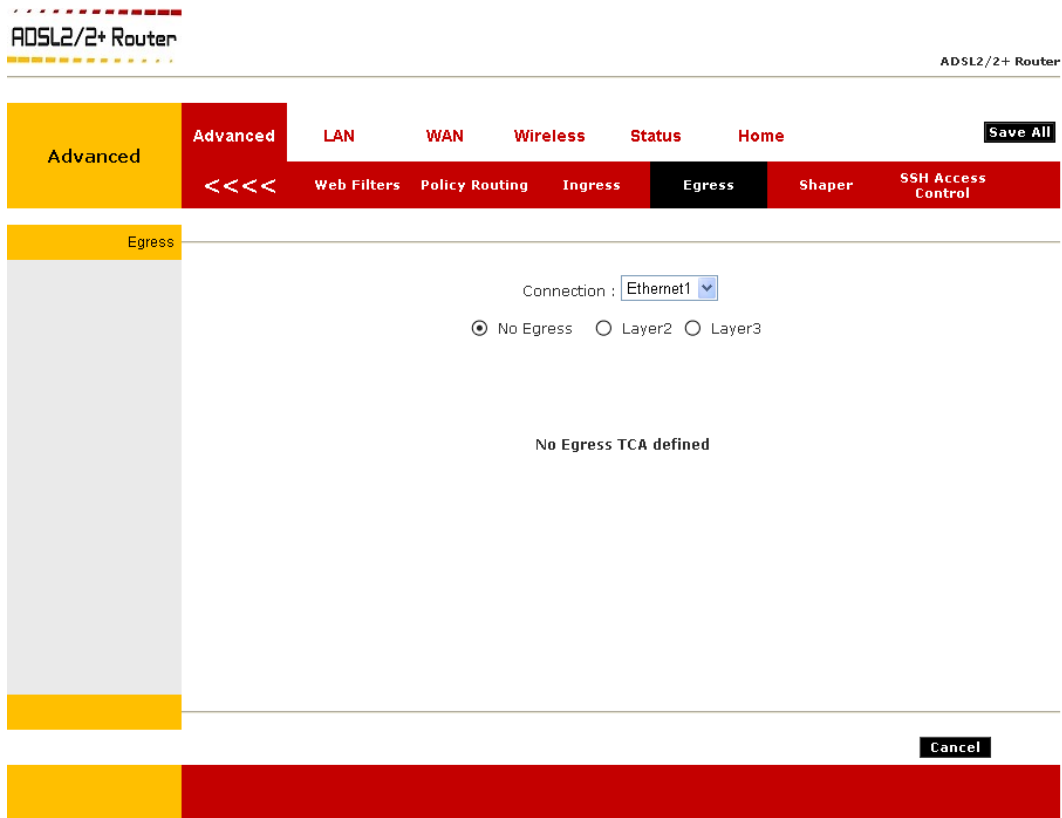 ADSL2/2+ Router
ADSL2/2+ Router
Advanced
Advanced LAN WAN Wireless Status Home Save All
<<<< Web Filters Policy Routing Ingress Egress Shaper SSH Access Control
Egress
Connection : Ethernet1
No Egress Layer2 Layer3
No Egress TCA defined
Cancel